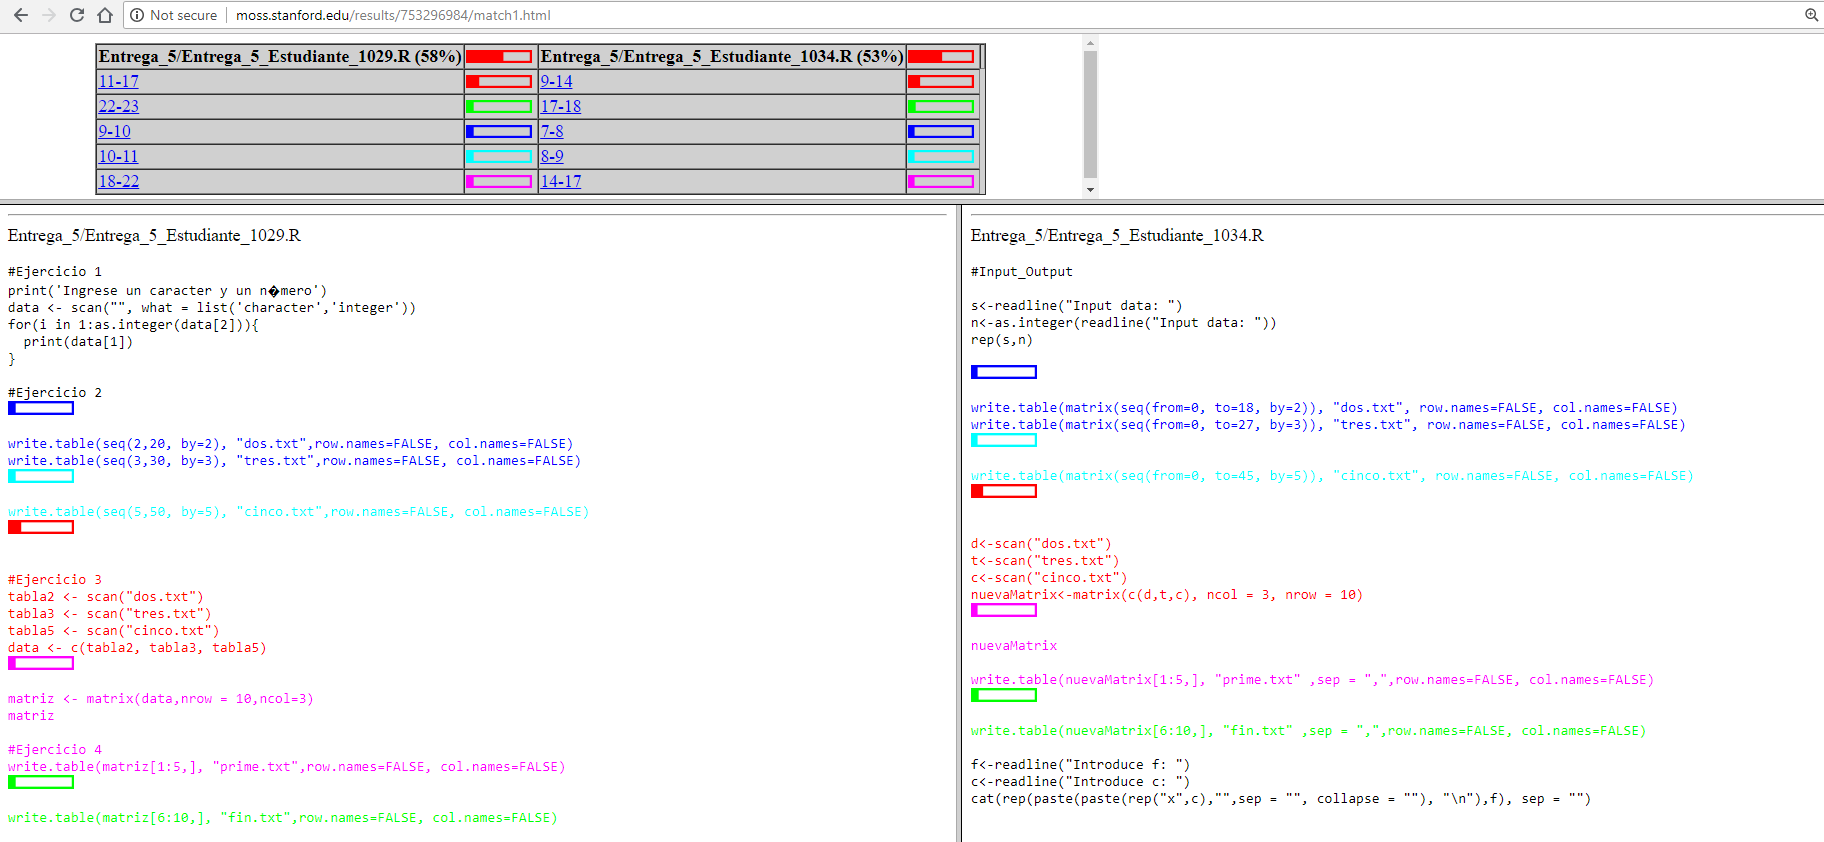 Not secure | moss.stanford.edu/results/753296984/match1.html
Entrega_5/Entrega_5_Estudiante_1029.R (58%) Entrega_5/Entrega_5_Estudiante_1034.R (53%)
11-17 9-14
22-23 17-18
9-10 7-8
10-11 8-9
18-22 14-17
Entrega_5/Entrega_5_Estudiante_1029.R
#Ejercicio 1
print('Ingrese un caracter y un n�mero')
data <- scan("", what = list('character','integer'))
for(i in 1:as.integer(data[2])){
  print(data[1])
}
#Ejercicio 2
write.table(seq(2,20, by=2), "dos.txt",row.names=FALSE, col.names=FALSE)
write.table(seq(3,30, by=3), "tres.txt",row.names=FALSE, col.names=FALSE)
write.table(seq(5,50, by=5), "cinco.txt",row.names=FALSE, col.names=FALSE)
#Ejercicio 3
tabla2 <- scan("dos.txt")
tabla3 <- scan("tres.txt")
tabla5 <- scan("cinco.txt")
data <- c(tabla2, tabla3, tabla5)
matriz <- matrix(data,nrow = 10,ncol=3)
matriz
#Ejercicio 4
write.table(matriz[1:5,], "prime.txt",row.names=FALSE, col.names=FALSE)
write.table(matriz[6:10,], "fin.txt",row.names=FALSE, col.names=FALSE)
Entrega_5/Entrega_5_Estudiante_1034.R
#Input_Output
s<-readline("Input data: ")
n<-as.integer(readline("Input data: "))
rep(s,n)
write.table(matrix(seq(from=0, to=18, by=2)), "dos.txt", row.names=FALSE, col.names=FALSE)
write.table(matrix(seq(from=0, to=27, by=3)), "tres.txt", row.names=FALSE, col.names=FALSE)
write.table(matrix(seq(from=0, to=45, by=5)), "cinco.txt", row.names=FALSE, col.names=FALSE)
d<-scan("dos.txt")
t<-scan("tres.txt")
c<-scan("cinco.txt")
nuevaMatrix<-matrix(c(d,t,c), ncol = 3, nrow = 10)
nuevaMatrix
write.table(nuevaMatrix[1:5,], "prime.txt" ,sep = ",",row.names=FALSE, col.names=FALSE)
write.table(nuevaMatrix[6:10,], "fin.txt" ,sep = ",",row.names=FALSE, col.names=FALSE)
f<-readline("Introduce f: ")
c<-readline("Introduce c: ")
cat(rep(paste(paste(rep("x",c),"",sep = "", collapse = ""), "\n"),f), sep = "")